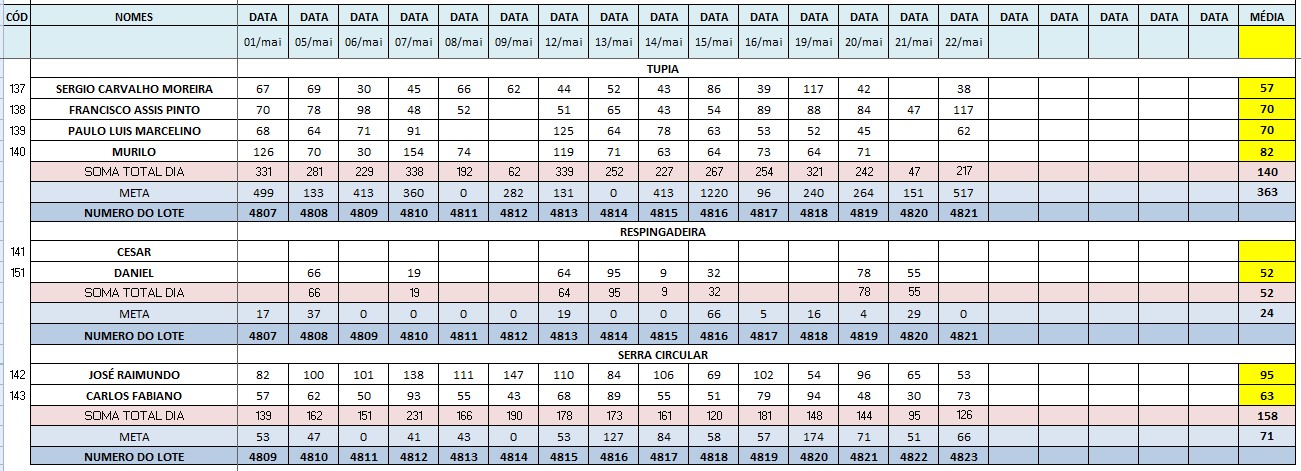 CÓD NOMES DATA DATA DATA DATA DATA DATA DATA DATA DATA DATA DATA DATA DATA DATA DATA DATA DATA DATA DATA DATA MÉDIA
01/mai 05/mai 06/mai 07/mai 08/mai 09/mai 12/mai 13/mai 14/mai 15/mai 16/mai 19/mai 20/mai 21/mai 22/mai
TUPIA
137 SERGIO CARVALHO MOREIRA 67 69 30 45 66 62 44 52 43 86 39 117 42 38 57
138 FRANCISCO ASSIS PINTO 70 78 98 48 52 51 65 43 54 89 88 84 47 117 70
139 PAULO LUIS MARCELINO 68 64 71 91 125 64 78 63 53 52 45 62 70
140 MURILO 126 70 30 154 74 119 71 63 64 73 64 71 82
SOMA TOTAL DIA 331 281 229 338 192 62 339 252 227 267 254 321 242 47 217 140
META 499 133 413 360 0 282 131 0 413 1220 96 240 264 151 517 363
NUMERO DO LOTE 4807 4808 4809 4810 4811 4812 4813 4814 4815 4816 4817 4818 4819 4820 4821
RESPINGADEIRA
141 CESAR
151 DANIEL 66 19 64 95 9 32 78 55 52
SOMA TOTAL DIA 66 19 64 95 9 32 78 55 52
META 17 37 0 0 0 0 19 0 0 66 5 16 4 29 0 24
NUMERO DO LOTE 4807 4808 4809 4810 4811 4812 4813 4814 4815 4816 4817 4818 4819 4820 4821
SERRA CIRCULAR
142 JOSÉ RAIMUNDO 82 100 101 138 111 147 110 84 106 69 102 54 96 65 53 95
143 CARLOS FABIANO 57 62 50 93 55 43 68 89 55 51 79 94 48 30 73 63
SOMA TOTAL DIA 139 162 151 231 166 190 178 173 161 120 181 148 144 95 126 158
META 53 47 0 41 43 0 53 127 84 58 57 174 71 51 66 71
NUMERO DO LOTE 4809 4810 4811 4812 4813 4814 4815 4816 4817 4818 4819 4820 4821 4822 4823